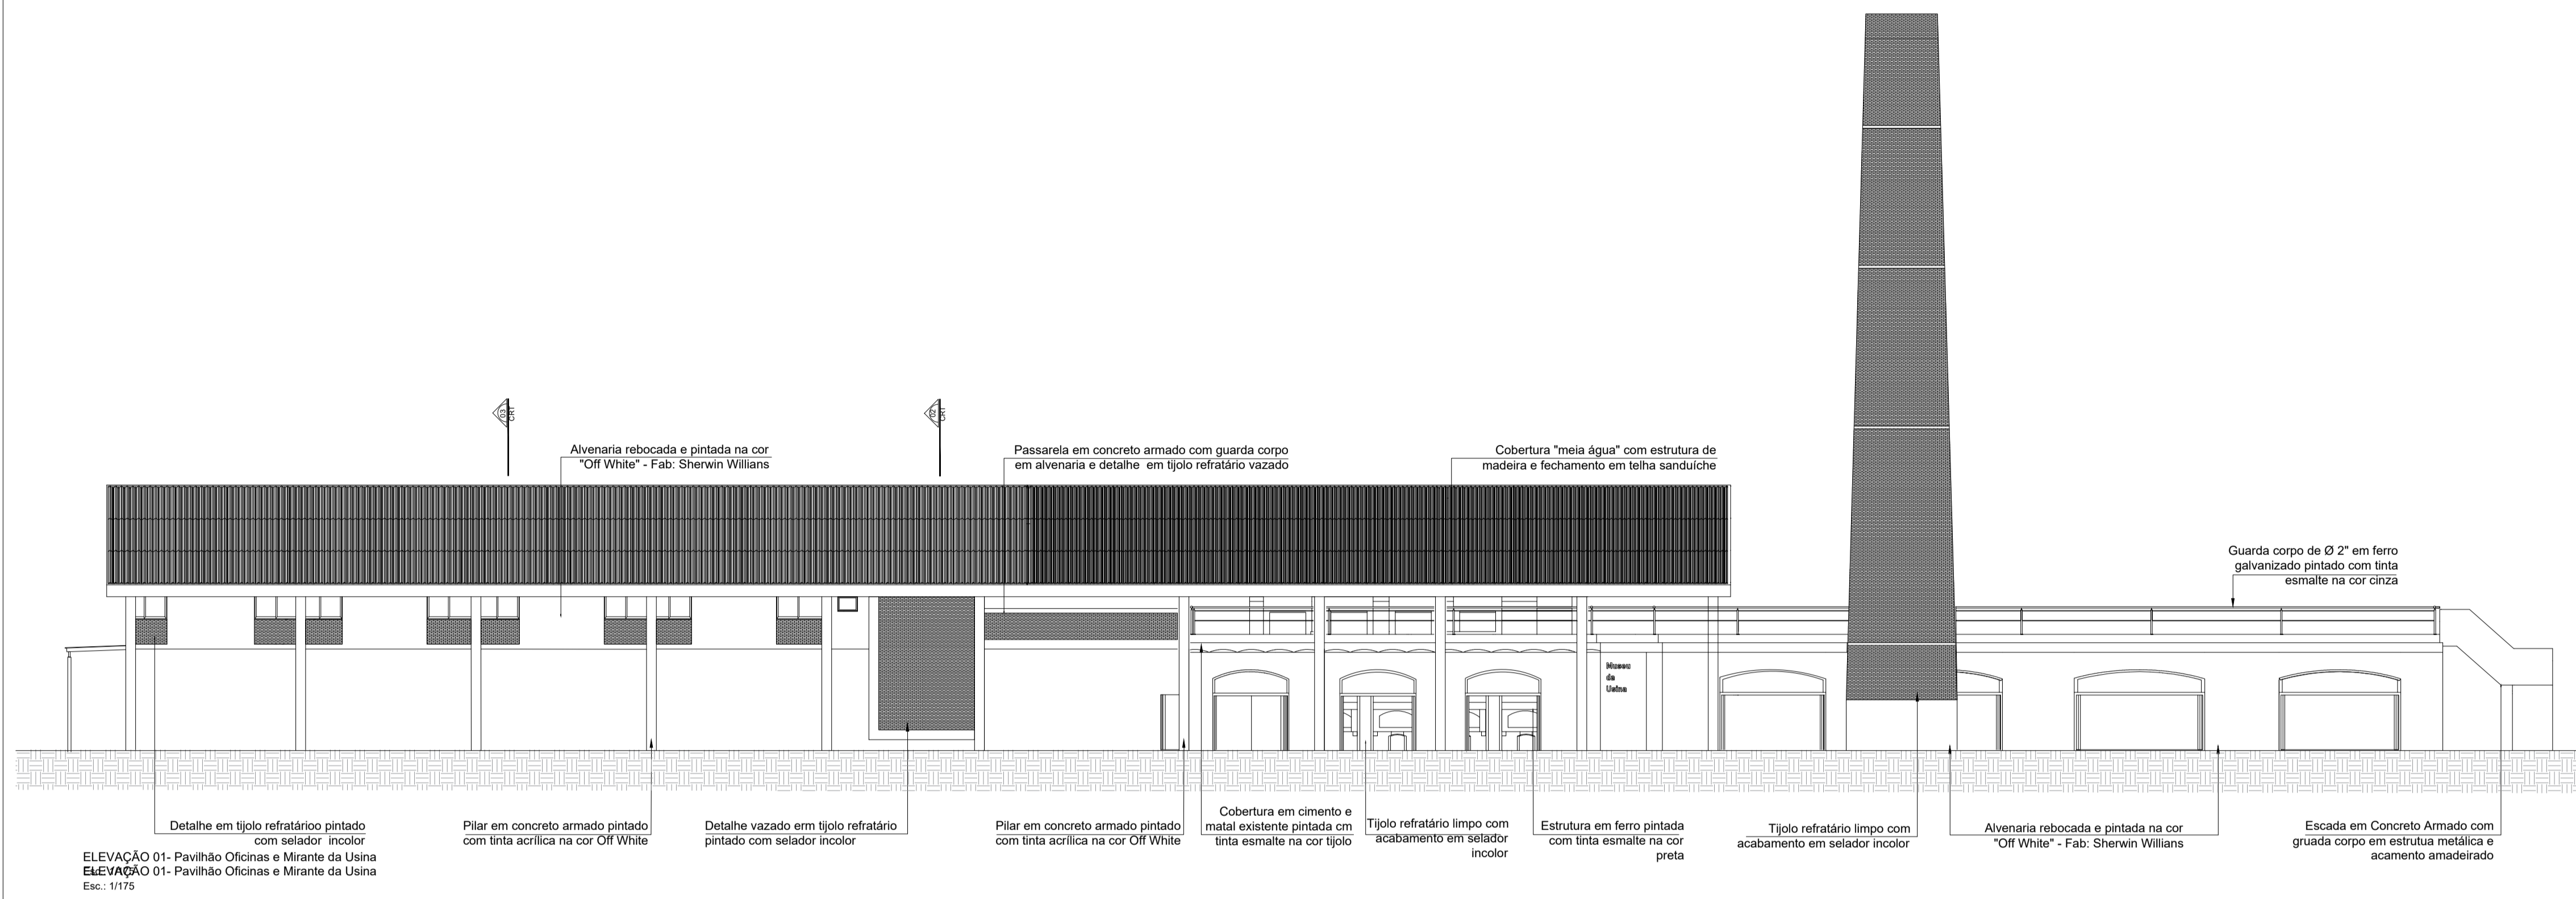 03
CRT
02
CRT
Alvenaria rebocada e pintada na cor
"Off White" - Fab: Sherwin Willians
Passarela em concreto armado com guarda corpo
em alvenaria e detalhe em tijolo refratário vazado
Cobertura "meia água" com estrutura de
madeira e fechamento em telha sanduíche
Guarda corpo de Ø 2" em ferro
galvanizado pintado com tinta
esmalte na cor cinza
Museu
da
Usina
Detalhe em tijolo refratárioo pintado
com selador incolor
Pilar em concreto armado pintado
com tinta acrílica na cor Off White
Detalhe vazado erm tijolo refratário
pintado com selador incolor
Pilar em concreto armado pintado
com tinta acrílica na cor Off White
Cobertura em cimento e
matal existente pintada cm
tinta esmalte na cor tijolo
Tijolo refratário limpo com
acabamento em selador
incolor
Estrutura em ferro pintada
com tinta esmalte na cor
preta
Tijolo refratário limpo com
acabamento em selador incolor
Alvenaria rebocada e pintada na cor
"Off White" - Fab: Sherwin Willians
Escada em Concreto Armado com
gruada corpo em estrutua metálica e
acamento amadeirado
ELEVAÇÃO 01- Pavilhão Oficinas e Mirante da Usina
Esc.: 1/175
ELEVAÇÃO 01- Pavilhão Oficinas e Mirante da Usina
Esc.: 1/175